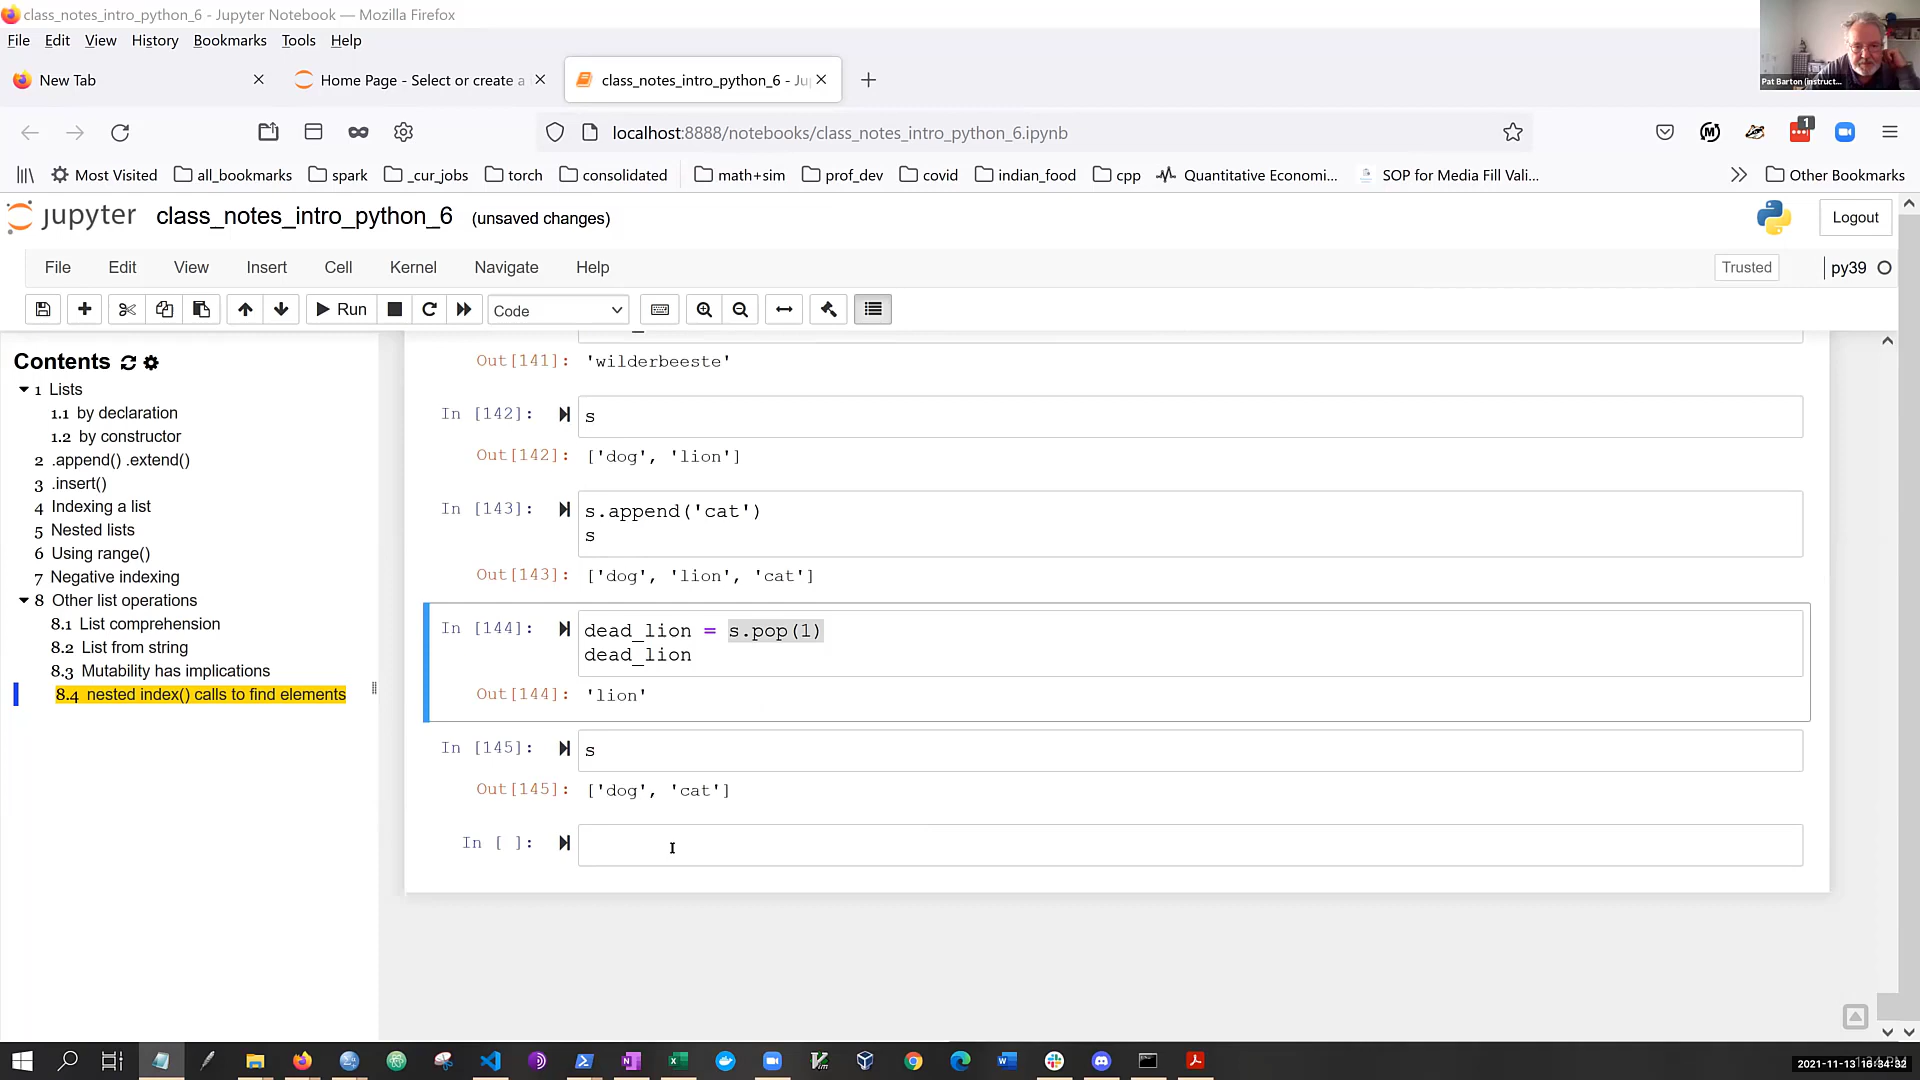 class_notes_intro_python_6 - Jupyter Notebook — Mozilla Firefox
File Edit View History Bookmarks Tools Help
New Tab
Home Page - Select or create a
class_notes_intro_python_6 - Ju
Pat Barton (instruct...
localhost:8888/notebooks/class_notes_intro_python_6.ipynb
1
Most Visited all_bookmarks spark _cur_jobs torch consolidated math+sim prof_dev covid indian_food cpp Quantitative Economi... SOP for Media Fill Vali... Other Bookmarks
jupyter class_notes_intro_python_6 (unsaved changes)
Logout
File Edit View Insert Cell Kernel Navigate Help
Trusted
py39
Run
Code
Contents
1 Lists
1.1 by declaration
1.2 by constructor
2 .append() .extend()
3 .insert()
4 Indexing a list
5 Nested lists
6 Using range()
7 Negative indexing
8 Other list operations
8.1 List comprehension
8.2 List from string
8.3 Mutability has implications
8.4 nested index() calls to find elements
Out[141]: 'wilderbeeste'
In [142]: s
Out[142]: ['dog', 'lion']
In [143]: s.append('cat')
s
Out[143]: ['dog', 'lion', 'cat']
In [144]: dead_lion = s.pop(1)
dead_lion
Out[144]: 'lion'
In [145]: s
Out[145]: ['dog', 'cat']
In [ ]:
2021-11-13 16:34:32